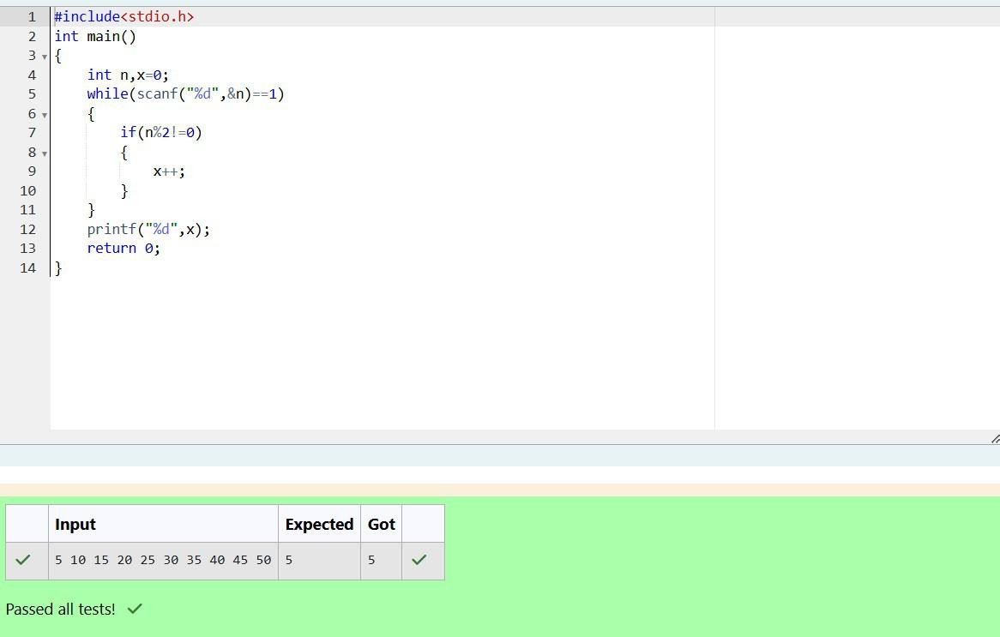 1 #include<stdio.h>
2 int main()
3 {
4     int n,x=0;
5     while(scanf("%d",&n)==1)
6     {
7         if(n%2!=0)
8         {
9             x++;
10         }
11     }
12     printf("%d",x);
13     return 0;
14 }
Input Expected Got
5 10 15 20 25 30 35 40 45 50 5 5
Passed all tests!